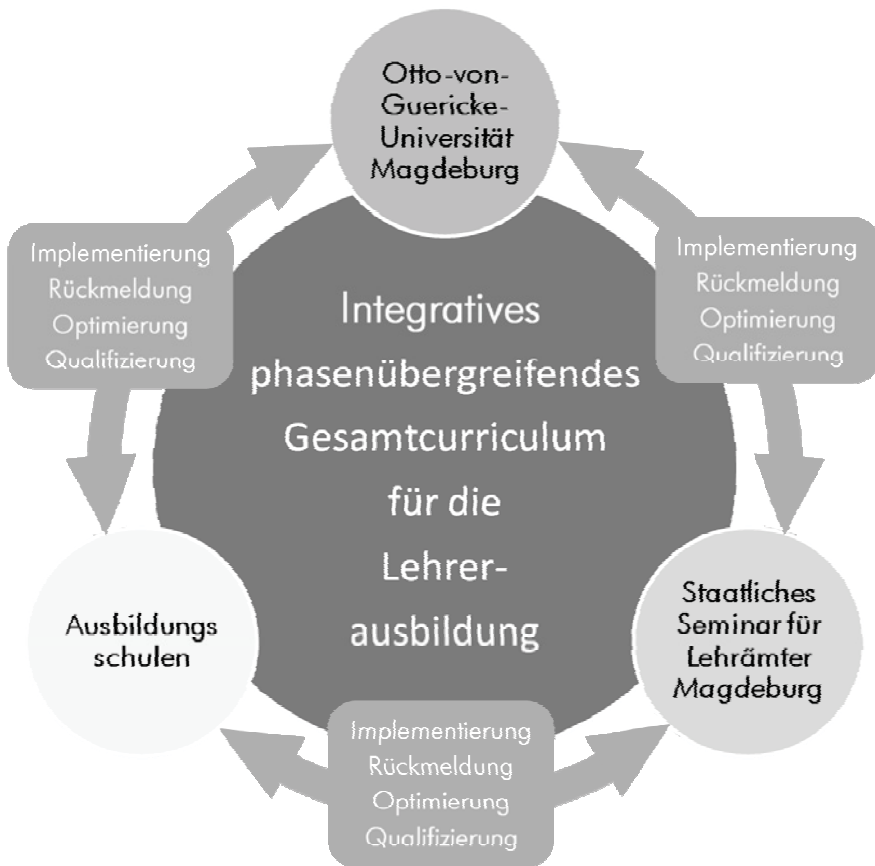 Otto-von-
Guericke-
Universität
Magdeburg
Implementierung
Rückmeldung
Optimierung
Qualifizierung
Implementierung
Rückmeldung
Optimierung
Qualifizierung
Integratives
phasenübergreifendes
Gesamtcurriculum
für die
Lehrer-
ausbildung
Ausbildungs
schulen
Staatliches
Seminar für
Lehrämter
Magdeburg
Implementierung
Rückmeldung
Optimierung
Qualifizierung